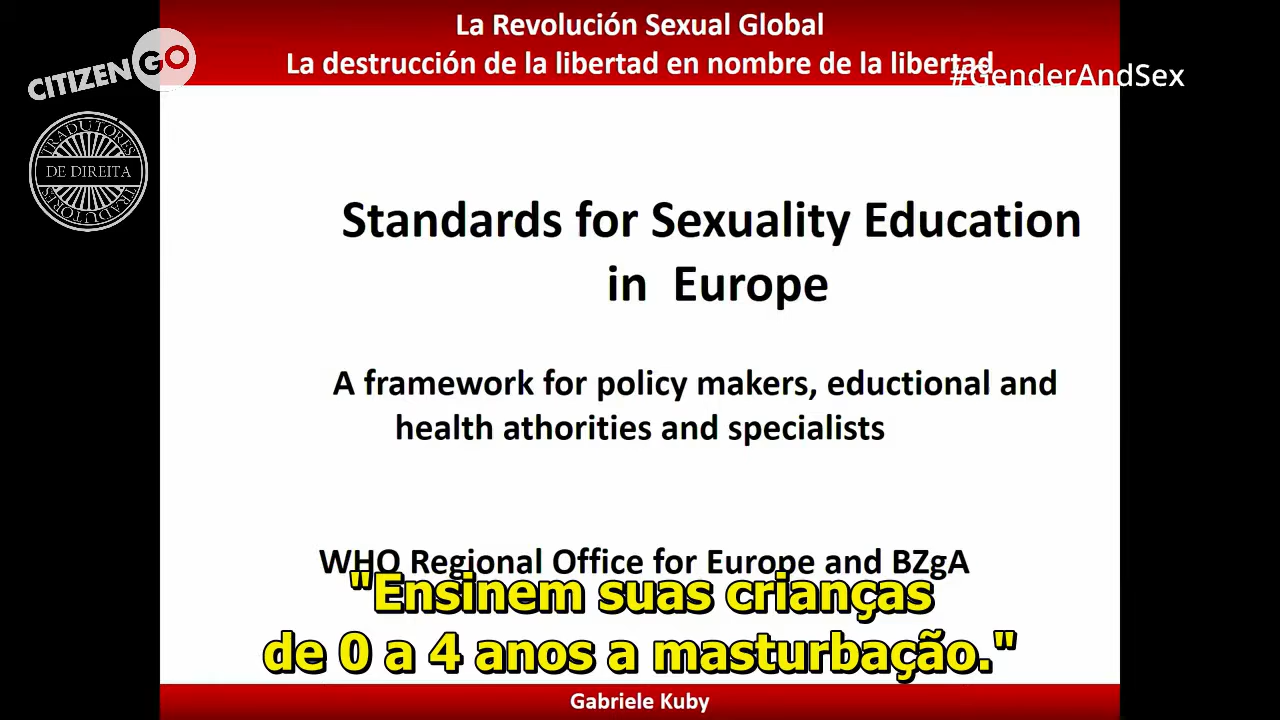 La Revolución Sexual Global
La destrucción de la libertad en nombre de la libertad
#GenderAndSex
CITIZENGO
TRADUTORES
DE DIREITA
TRADUTORES
Standards for Sexuality Education
in Europe
A framework for policy makers, eductional and
health athorities and specialists
WHO Regional Office for Europe and BZgA
"Ensinem suas crianças
de 0 a 4 anos a masturbação."
Gabriele Kuby